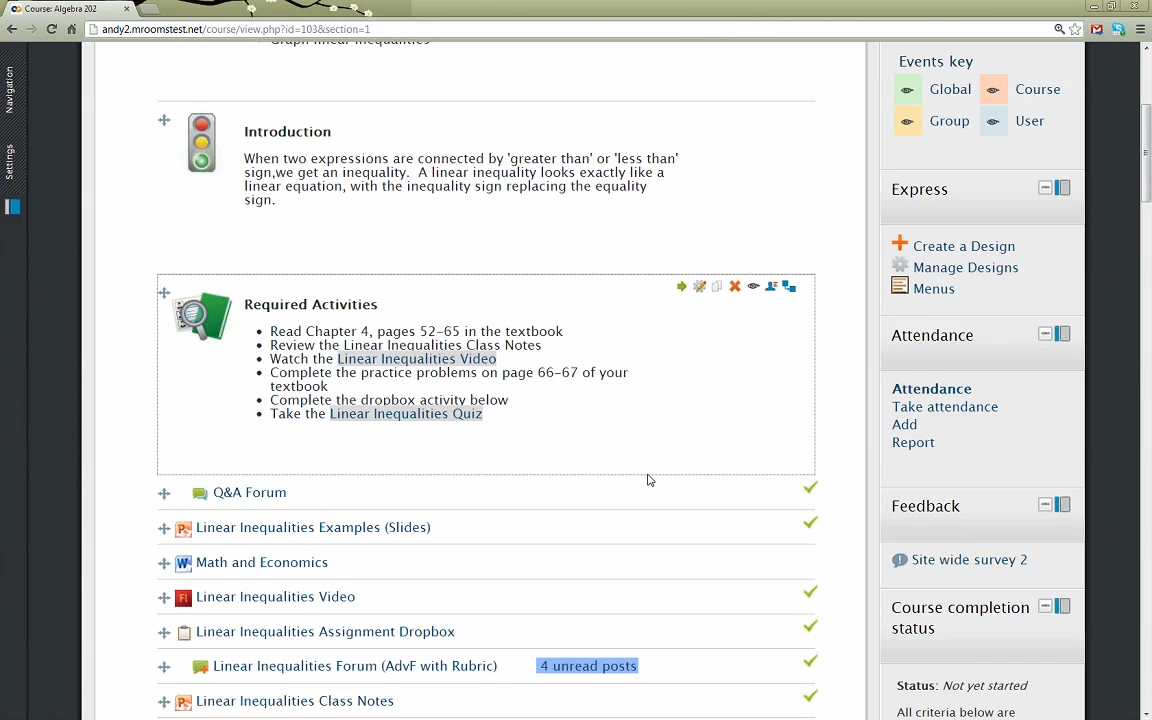 Course: Algebra 202
andy2.mroomstest.net/course/view.php?id=103&section=1
Navigation
Settings
Graph linear inequalities
Introduction
When two expressions are connected by 'greater than' or 'less than'
sign,we get an inequality.  A linear inequality looks exactly like a
linear equation, with the inequality sign replacing the equality
sign.
Required Activities
Read Chapter 4, pages 52-65 in the textbook
Review the Linear Inequalities Class Notes
Watch the Linear Inequalities Video
Complete the practice problems on page 66-67 of your
textbook
Complete the dropbox activity below
Take the Linear Inequalities Quiz
Q&A Forum
Linear Inequalities Examples (Slides)
Math and Economics
Linear Inequalities Video
Linear Inequalities Assignment Dropbox
Linear Inequalities Forum (AdvF with Rubric) 4 unread posts
Linear Inequalities Class Notes
Events key
Global Course
Group User
Express
Create a Design
Manage Designs
Menus
Attendance
Attendance
Take attendance
Add
Report
Feedback
Site wide survey 2
Course completion
status
Status: Not yet started
All criteria below are